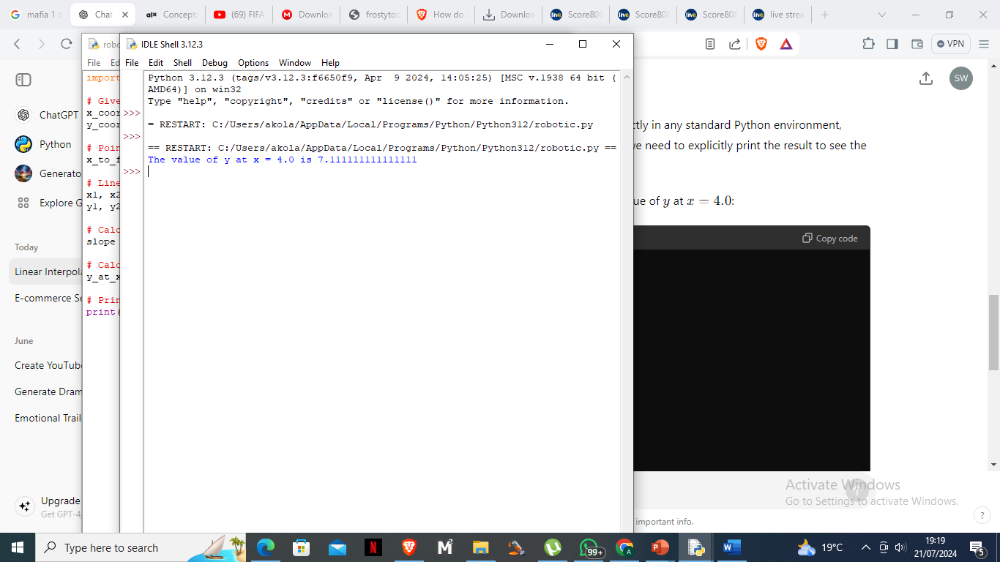 mafia 1 d
Chat
alx
Concept
(69) FIFA
Downloa
frostytoo
How do
Downloa
Score808
Score808
Score808
live strea
VPN
robo
IDLE Shell 3.12.3
File Ed
File Edit Shell Debug Options Window Help
import
# Give
x_coor
y_coor
# Poin
x_to_f
# Line
x1, x2
y1, y2
# Calc
slope
# Calc
y_at_x
# Prin
print(
Python 3.12.3 (tags/v3.12.3:f6650f9, Apr  9 2024, 14:05:25) [MSC v.1938 64 bit (
AMD64)] on win32
Type "help", "copyright", "credits" or "license()" for more information.
>>>
= RESTART: C:/Users/akola/AppData/Local/Programs/Python/Python312/robotic.py
>>>
== RESTART: C:/Users/akola/AppData/Local/Programs/Python/Python312/robotic.py ==
The value of y at x = 4.0 is 7.111111111111111
>>>
ChatGPT
Python
Generato
Explore G
Today
Linear Interpola
E-commerce Se
June
Create YouTub
Generate Dram
Emotional Trail
Upgrade
Get GPT-4
SW
ctly in any standard Python environment,
ve need to explicitly print the result to see the
ue of y at x = 4.0:
Copy code
Activate Windows
Go to Settings to activate Windows.
important info.
?
Type here to search
N
M
99+
A
P
W
19°C
19:19
21/07/2024
5